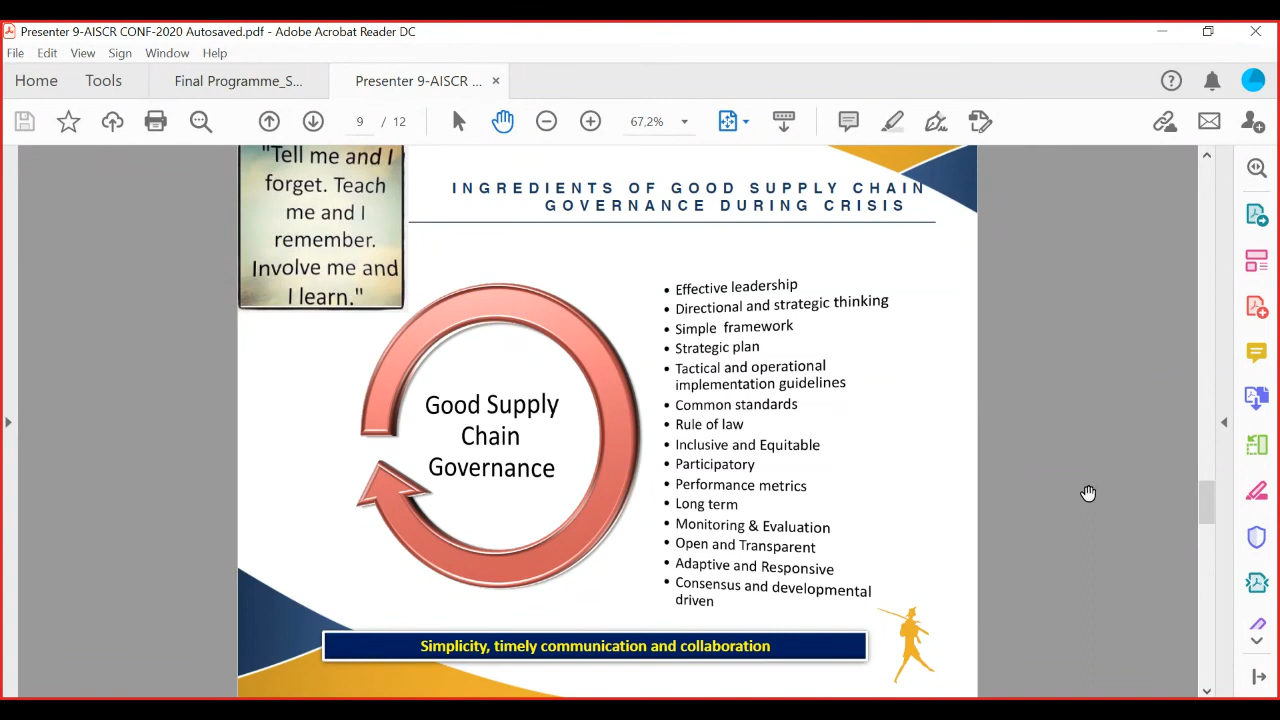 Presenter 9-AISCR CONF-2020 Autosaved.pdf - Adobe Acrobat Reader DC
File Edit View Sign Window Help
Home Tools Final Programme_S... Presenter 9-AISCR ... ×
9 / 12 67,2%
"Tell me and I
forget. Teach
me and I
remember.
Involve me and
I learn."
INGREDIENTS OF GOOD SUPPLY CHAIN
GOVERNANCE DURING CRISIS
Good Supply
Chain
Governance
• Effective leadership
• Directional and strategic thinking
• Simple framework
• Strategic plan
• Tactical and operational
implementation guidelines
• Common standards
• Rule of law
• Inclusive and Equitable
• Participatory
• Performance metrics
• Long term
• Monitoring & Evaluation
• Open and Transparent
• Adaptive and Responsive
• Consensus and developmental
driven
Simplicity, timely communication and collaboration